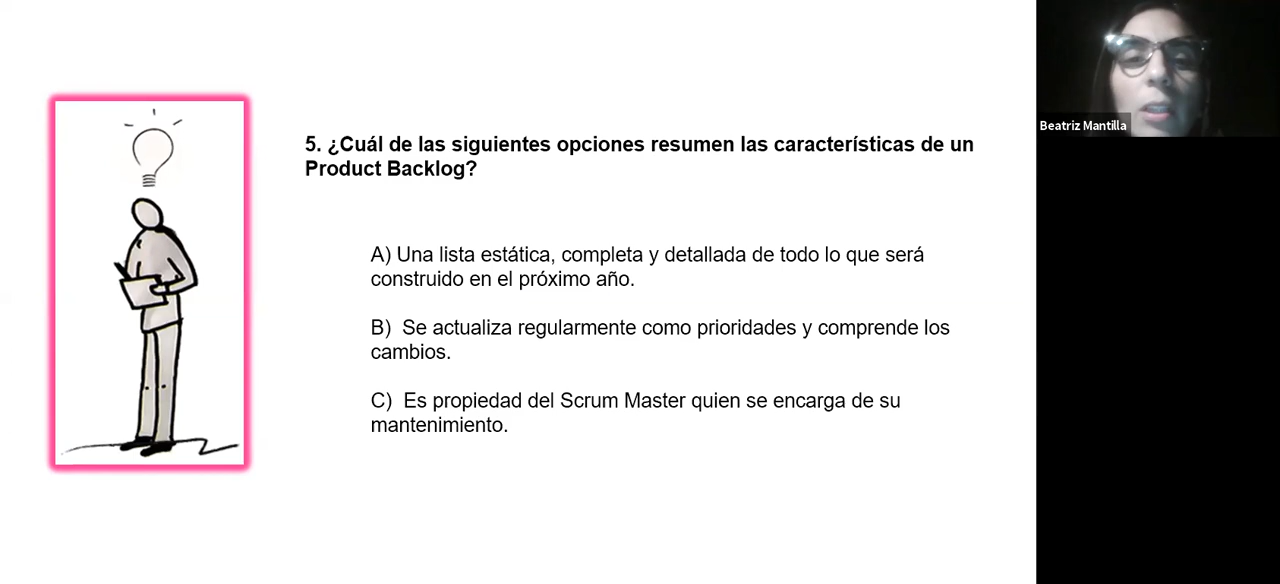 5. ¿Cuál de las siguientes opciones resumen las características de un
Product Backlog?
A) Una lista estática, completa y detallada de todo lo que será
construido en el próximo año.
B) Se actualiza regularmente como prioridades y comprende los
cambios.
C) Es propiedad del Scrum Master quien se encarga de su
mantenimiento.
Beatriz Mantilla